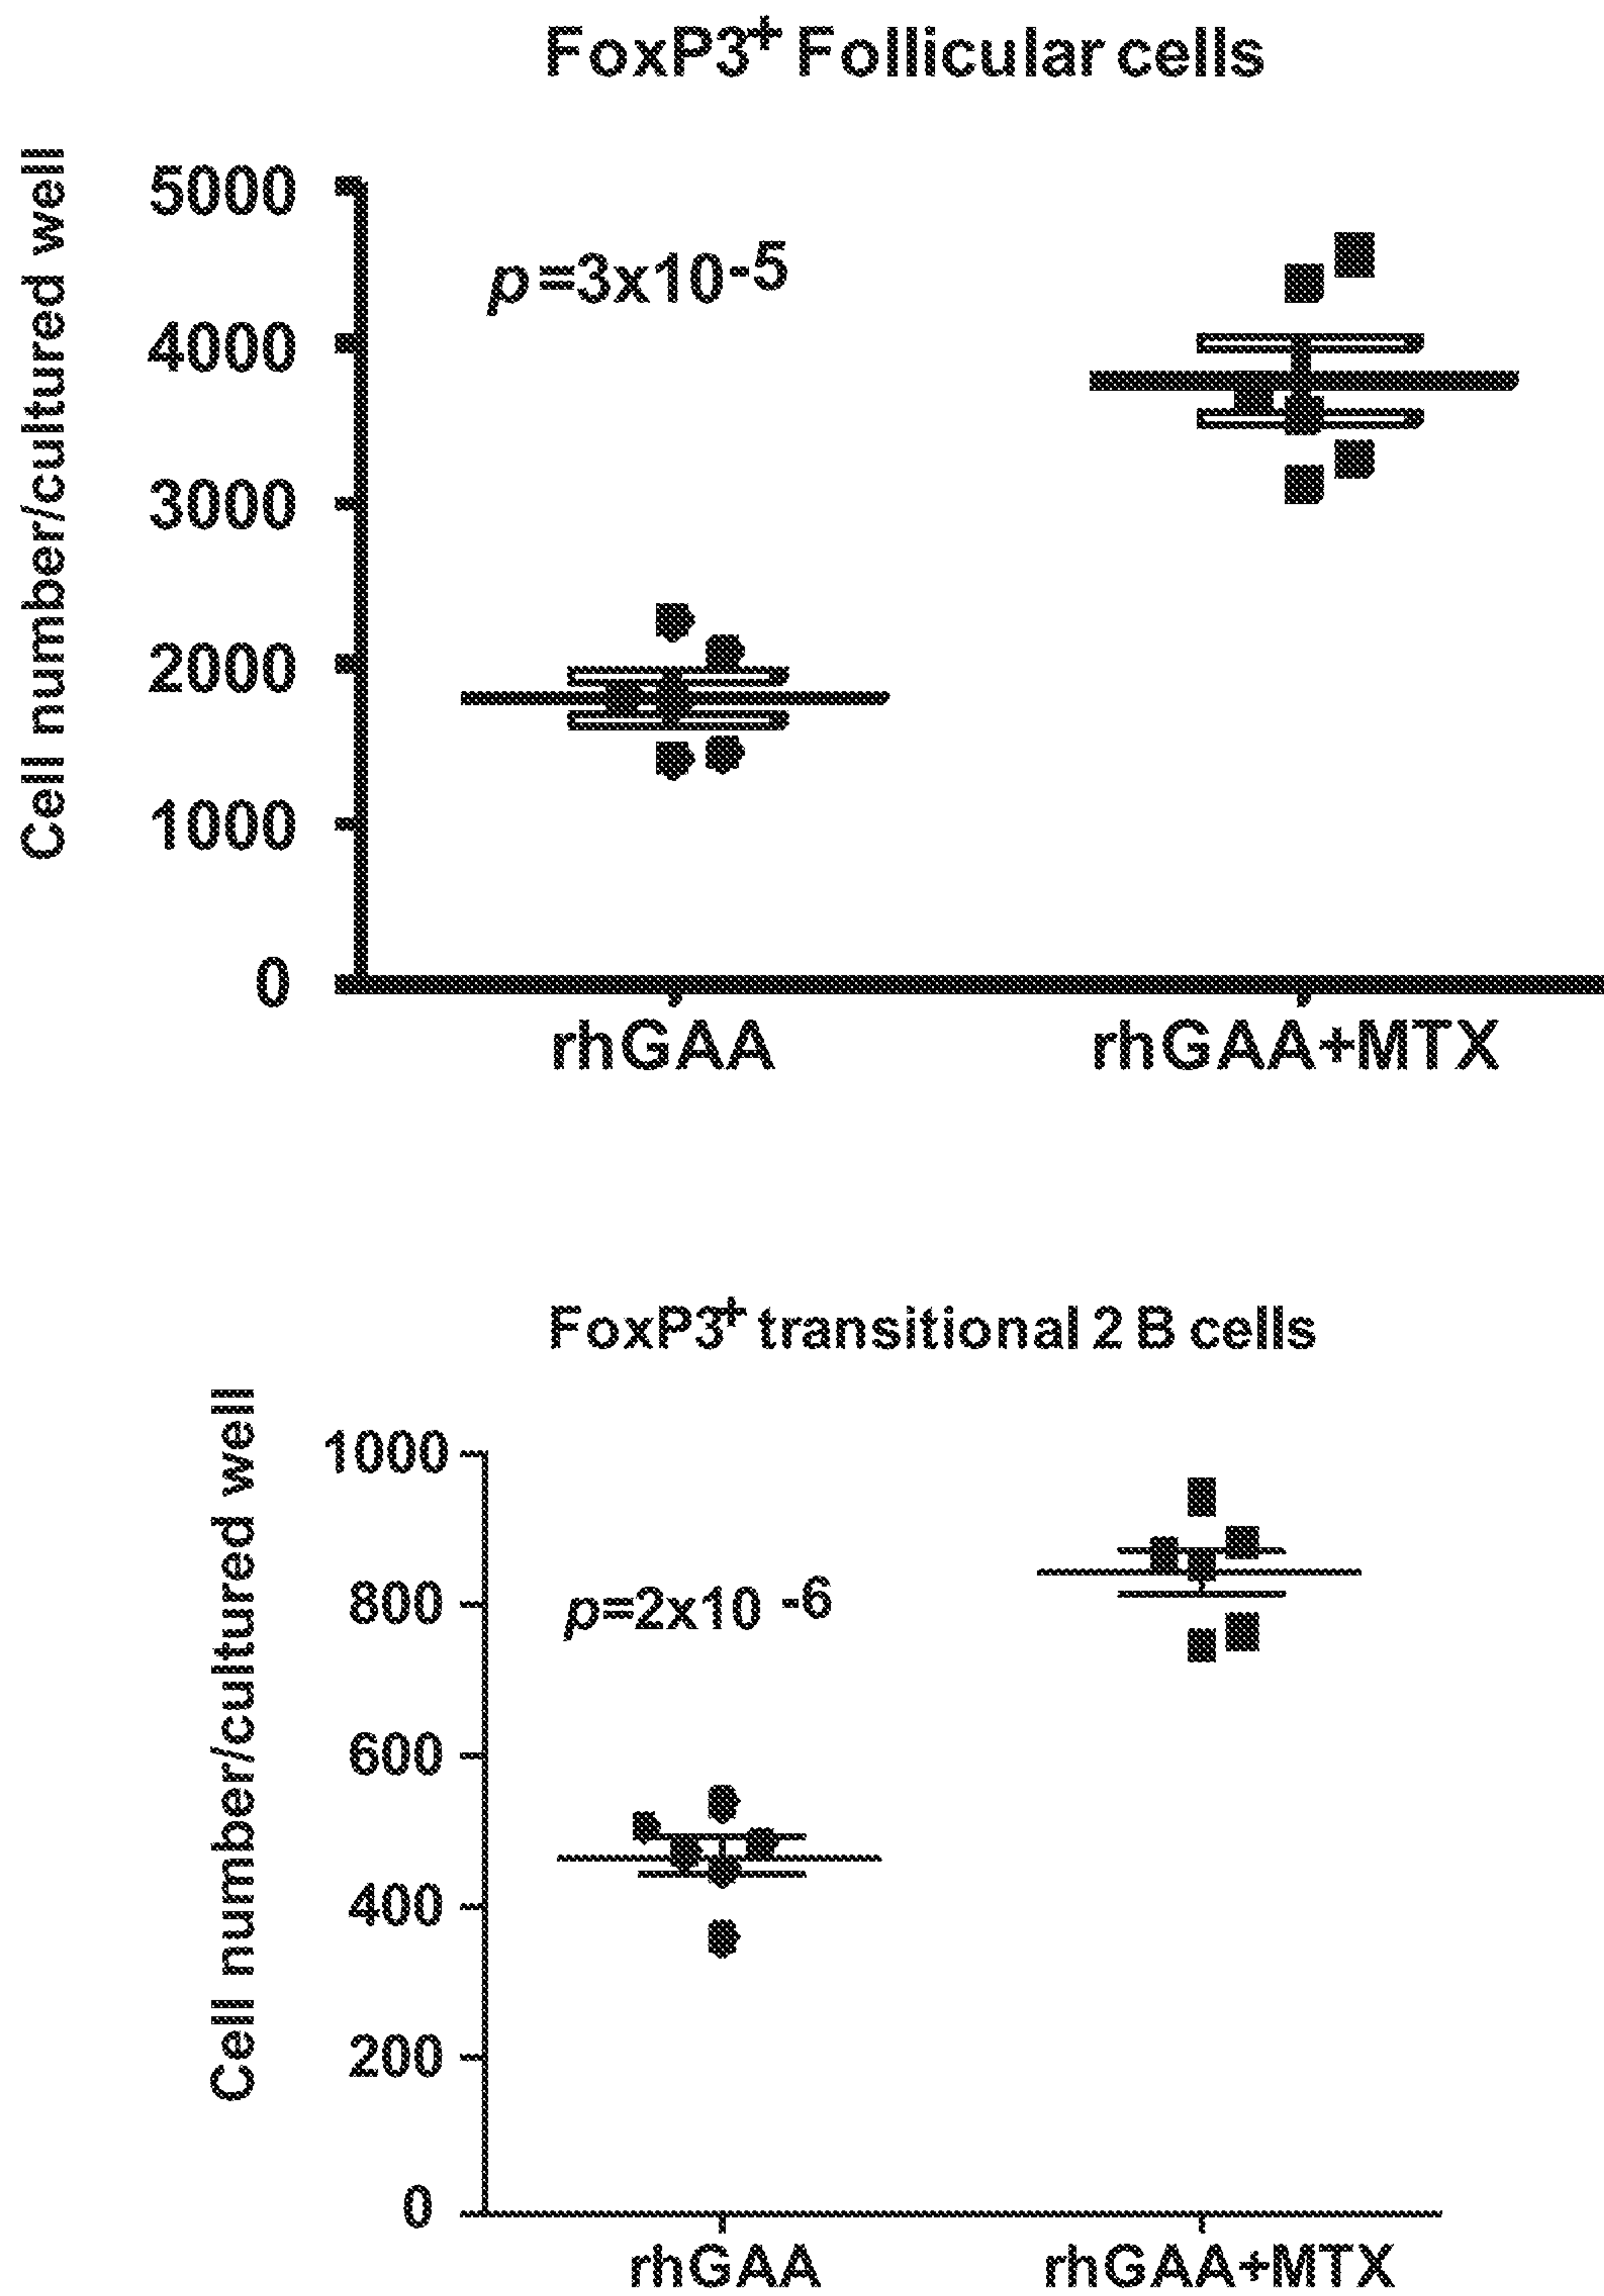 FoxP3+ Follicular cells
Cell number/cultured well
5000
p=3x10-5
4000
3000
2000
1000
0
rhGAA rhGAA+MTX
FoxP3+ transitional 2 B cells
Cell number/cultured well
1000
800
p=2x10 -6
600
400
200
0
rhGAA rhGAA+MTX